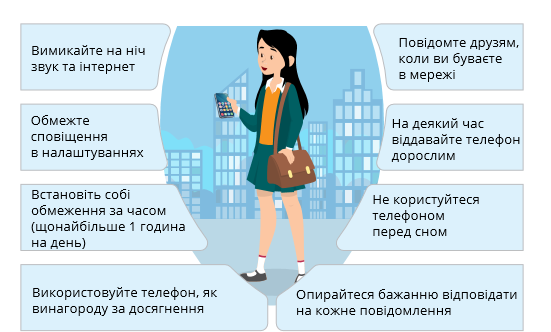 Вимикайте на ніч
звук та інтернет
Повідомте друзям,
коли ви буваєте
в мережі
Обмежте
сповіщення
в налаштуваннях
На деякий час
віддавайте телефон
дорослим
Встановіть собі
обмеження за часом
(щонайбільше 1 година
на день)
Не користуйтеся
телефоном
перед сном
Використовуйте телефон, як
винагороду за досягнення
Опирайтеся бажанню відповідати
на кожне повідомлення